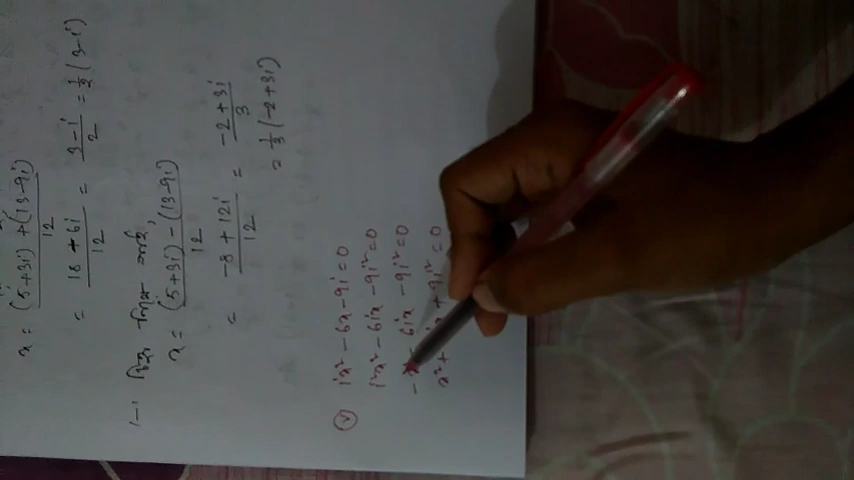 x = (5+3i) + (13-9i) / 12
= 18 + 6i / 12 = 3 - i / 2 = 1/2 (3-i)
চিহ্ন নিয়ে পাই,
x = (5+3i) - (13-9i) / 12
= -8 + 12i / 12 = -2 + 3i / 3
= 1/3 (-2+3i)
(v) ix² - 6x - 9i = 0
i²x² - 6ix - 9i² = 0
6ix - 9i² = 0
x² + + 9i² = 0